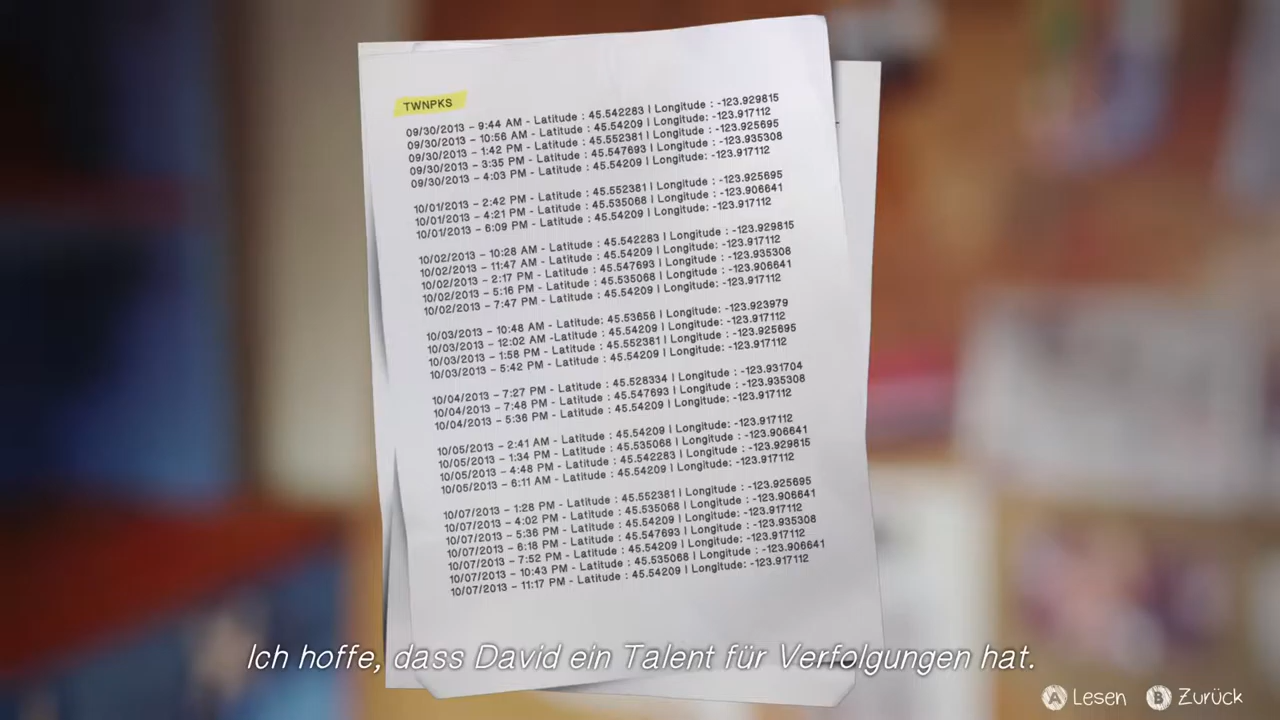 TWNPKS
09/30/2013 - 9:44 AM - Latitude : 45.542283 | Longitude : -123.929815
09/30/2013 - 10:56 AM - Latitude : 45.54209 | Longitude: -123.917112
09/30/2013 - 1:42 PM - Latitude : 45.552381 | Longitude : -123.925695
09/30/2013 - 3:35 PM - Latitude : 45.547693 | Longitude : -123.935308
09/30/2013 - 4:03 PM - Latitude : 45.54209 | Longitude: -123.917112
10/01/2013 - 2:42 PM - Latitude : 45.552381 | Longitude : -123.925695
10/01/2013 - 4:21 PM - Latitude : 45.535068 | Longitude : -123.906641
10/01/2013 - 6:09 PM - Latitude : 45.54209 | Longitude: -123.917112
10/02/2013 - 10:28 AM - Latitude : 45.542283 | Longitude : -123.929815
10/02/2013 - 11:47 AM - Latitude : 45.54209 | Longitude: -123.917112
10/02/2013 - 2:17 PM - Latitude : 45.547693 | Longitude : -123.935308
10/02/2013 - 5:16 PM - Latitude : 45.535068 | Longitude : -123.906641
10/02/2013 - 7:47 PM - Latitude : 45.54209 | Longitude: -123.917112
10/03/2013 - 10:48 AM - Latitude: 45.53656 | Longitude: -123.923979
10/03/2013 - 12:02 AM -Latitude : 45.54209 | Longitude: -123.917112
10/03/2013 - 1:58 PM - Latitude : 45.552381 | Longitude : -123.925695
10/03/2013 - 5:42 PM - Latitude : 45.54209 | Longitude: -123.917112
10/04/2013 - 7:27 PM - Latitude : 45.528334 | Longitude : -123.931704
10/04/2013 - 7:48 PM - Latitude : 45.547693 | Longitude : -123.935308
10/04/2013 - 5:36 PM - Latitude : 45.54209 | Longitude: -123.917112
10/05/2013 - 2:41 AM - Latitude : 45.54209 | Longitude: -123.917112
10/05/2013 - 1:34 PM - Latitude : 45.535068 | Longitude : -123.906641
10/05/2013 - 4:48 PM - Latitude : 45.542283 | Longitude : -123.929815
10/05/2013 - 6:11 AM - Latitude : 45.54209 | Longitude: -123.917112
10/07/2013 - 1:28 PM - Latitude : 45.552381 | Longitude : -123.925695
10/07/2013 - 4:02 PM - Latitude : 45.535068 | Longitude : -123.906641
10/07/2013 - 5:36 PM - Latitude : 45.54209 | Longitude: -123.917112
10/07/2013 - 6:18 PM - Latitude : 45.547693 | Longitude : -123.935308
10/07/2013 - 7:52 PM - Latitude : 45.54209 | Longitude: -123.917112
10/07/2013 - 10:43 PM - Latitude : 45.535068 | Longitude : -123.906641
10/07/2013 - 11:17 PM - Latitude : 45.54209 | Longitude: -123.917112
Ich hoffe, dass David ein Talent für Verfolgungen hat.
A Lesen B Zurück